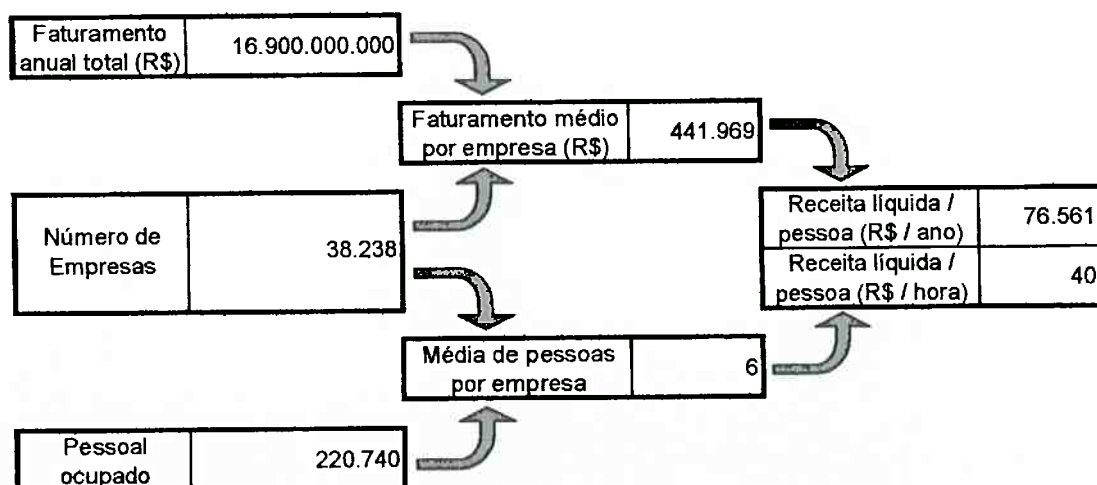 Faturamento
anual total (R$)
16.900.000.000
Faturamento médio
por empresa (R$)
441.969
Número de
Empresas
38.238
Receita líquida /
pessoa (R$ / ano)
76.561
Receita líquida /
pessoa (R$ / hora)
40
Média de pessoas
por empresa
6
Pessoal
ocupado
220.740